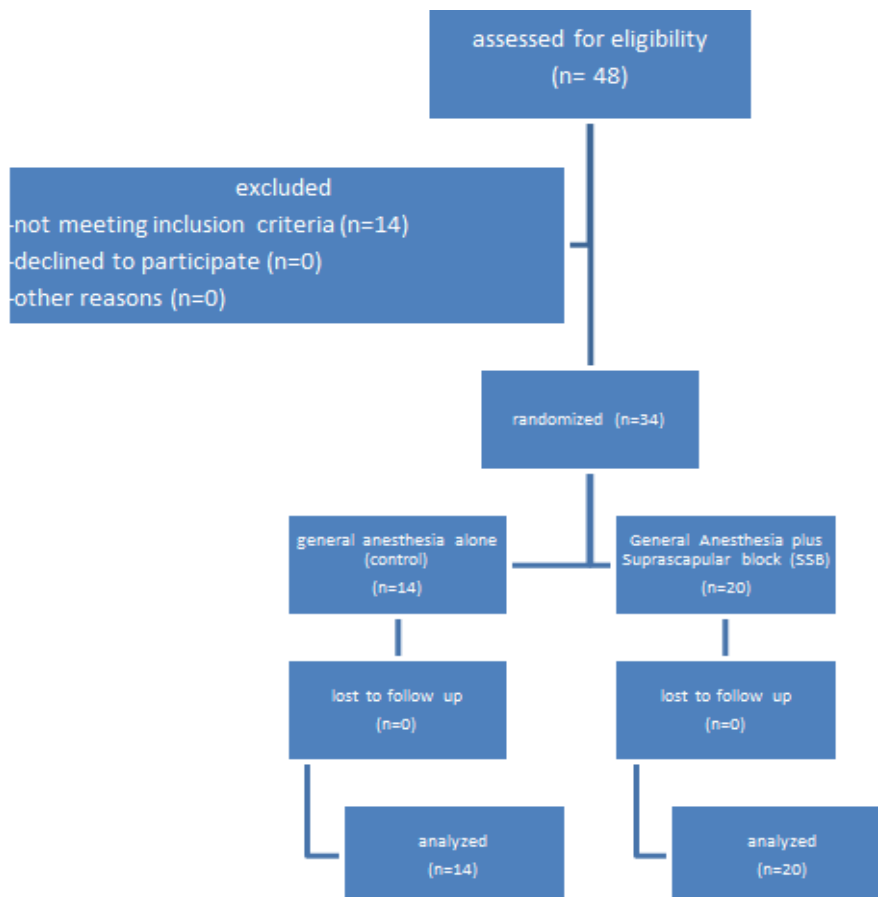 assessed for eligibility
(n= 48)
excluded
-not meeting inclusion criteria (n=14)
-declined to participate (n=0)
-other reasons (n=0)
randomized (n=34)
general anesthesia alone
(control)
(n=14)
General Anesthesia plus
Suprascapular block (SSB)
(n=20)
lost to follow up
(n=0)
lost to follow up
(n=0)
analyzed
(n=14)
analyzed
(n=20)